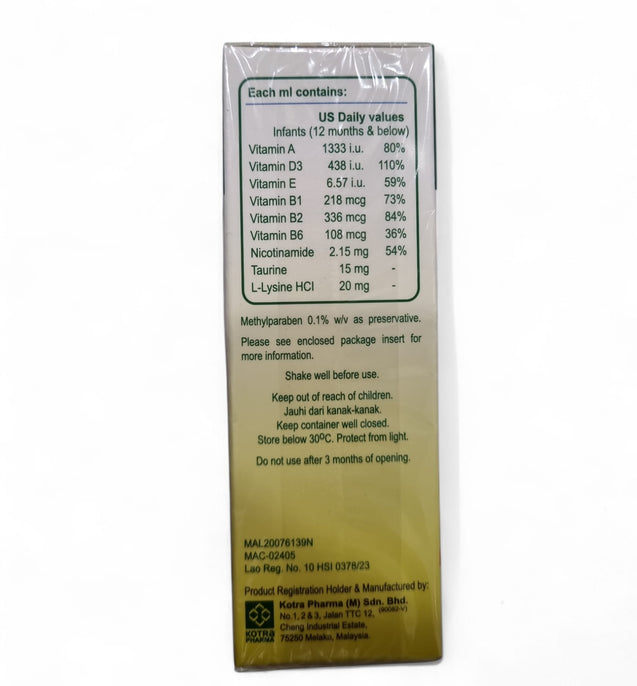 Each ml contains:
US Daily values
Infants (12 months & below)
Vitamin A 1333 i.u. 80%
Vitamin D3 438 i.u. 110%
Vitamin E 6.57 i.u. 59%
Vitamin B1 218 mcg 73%
Vitamin B2 336 mcg 84%
Vitamin B6 108 mcg 36%
Nicotinamide 2.15 mg 54%
Taurine 15 mg -
L-Lysine HCl 20 mg -
Methylparaben 0.1% w/v as preservative.
Please see enclosed package insert for
more information.
Shake well before use.
Keep out of reach of children.
Jauhi dari kanak-kanak.
Keep container well closed.
Store below 30ºC. Protect from light.
Do not use after 3 months of opening.
MAL20076139N
MAC-02405
Lao Reg. No. 10 HSI 0378/23
Product Registration Holder & Manufactured by:
Kotra Pharma (M) Sdn. Bhd.
No.1, 2 & 3, Jalan TTC 12, (90082-V)
Cheng Industrial Estate,
75250 Melaka, Malaysia.
KOTRA
PHARMA